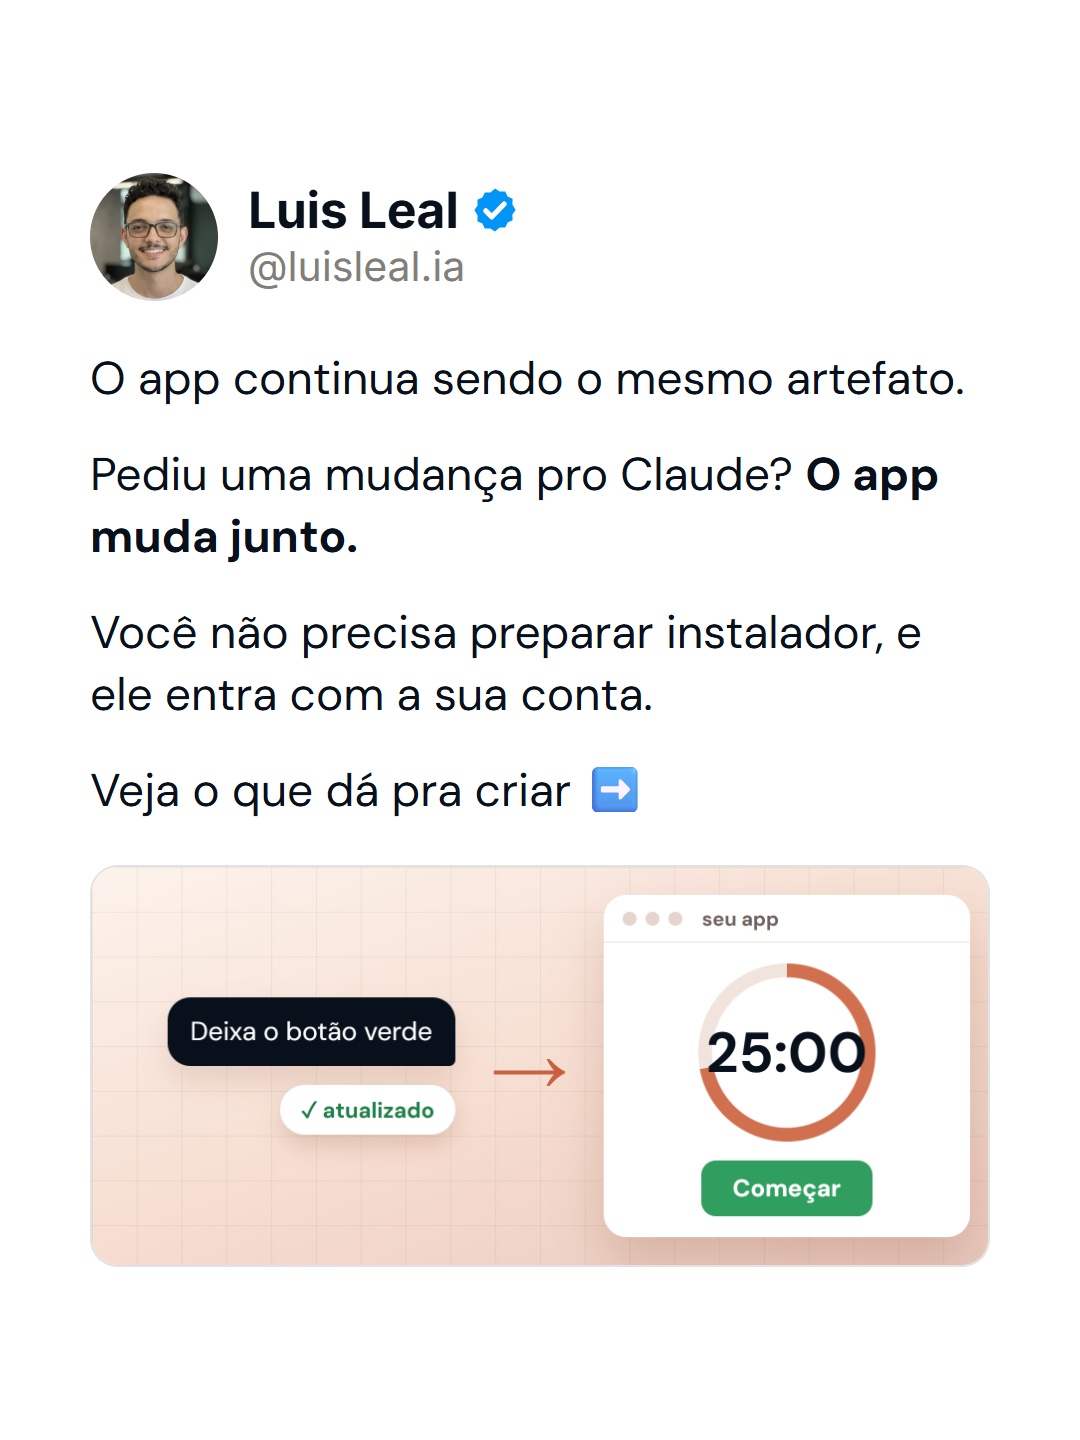 Luis Leal
@luisleal.ia
O app continua sendo o mesmo artefato.
Pediu uma mudança pro Claude? O app
muda junto.
Você não precisa preparar instalador, e
ele entra com a sua conta.
Veja o que dá pra criar ➡️
seu app
Deixa o botão verde
✓ atualizado
25:00
Começar